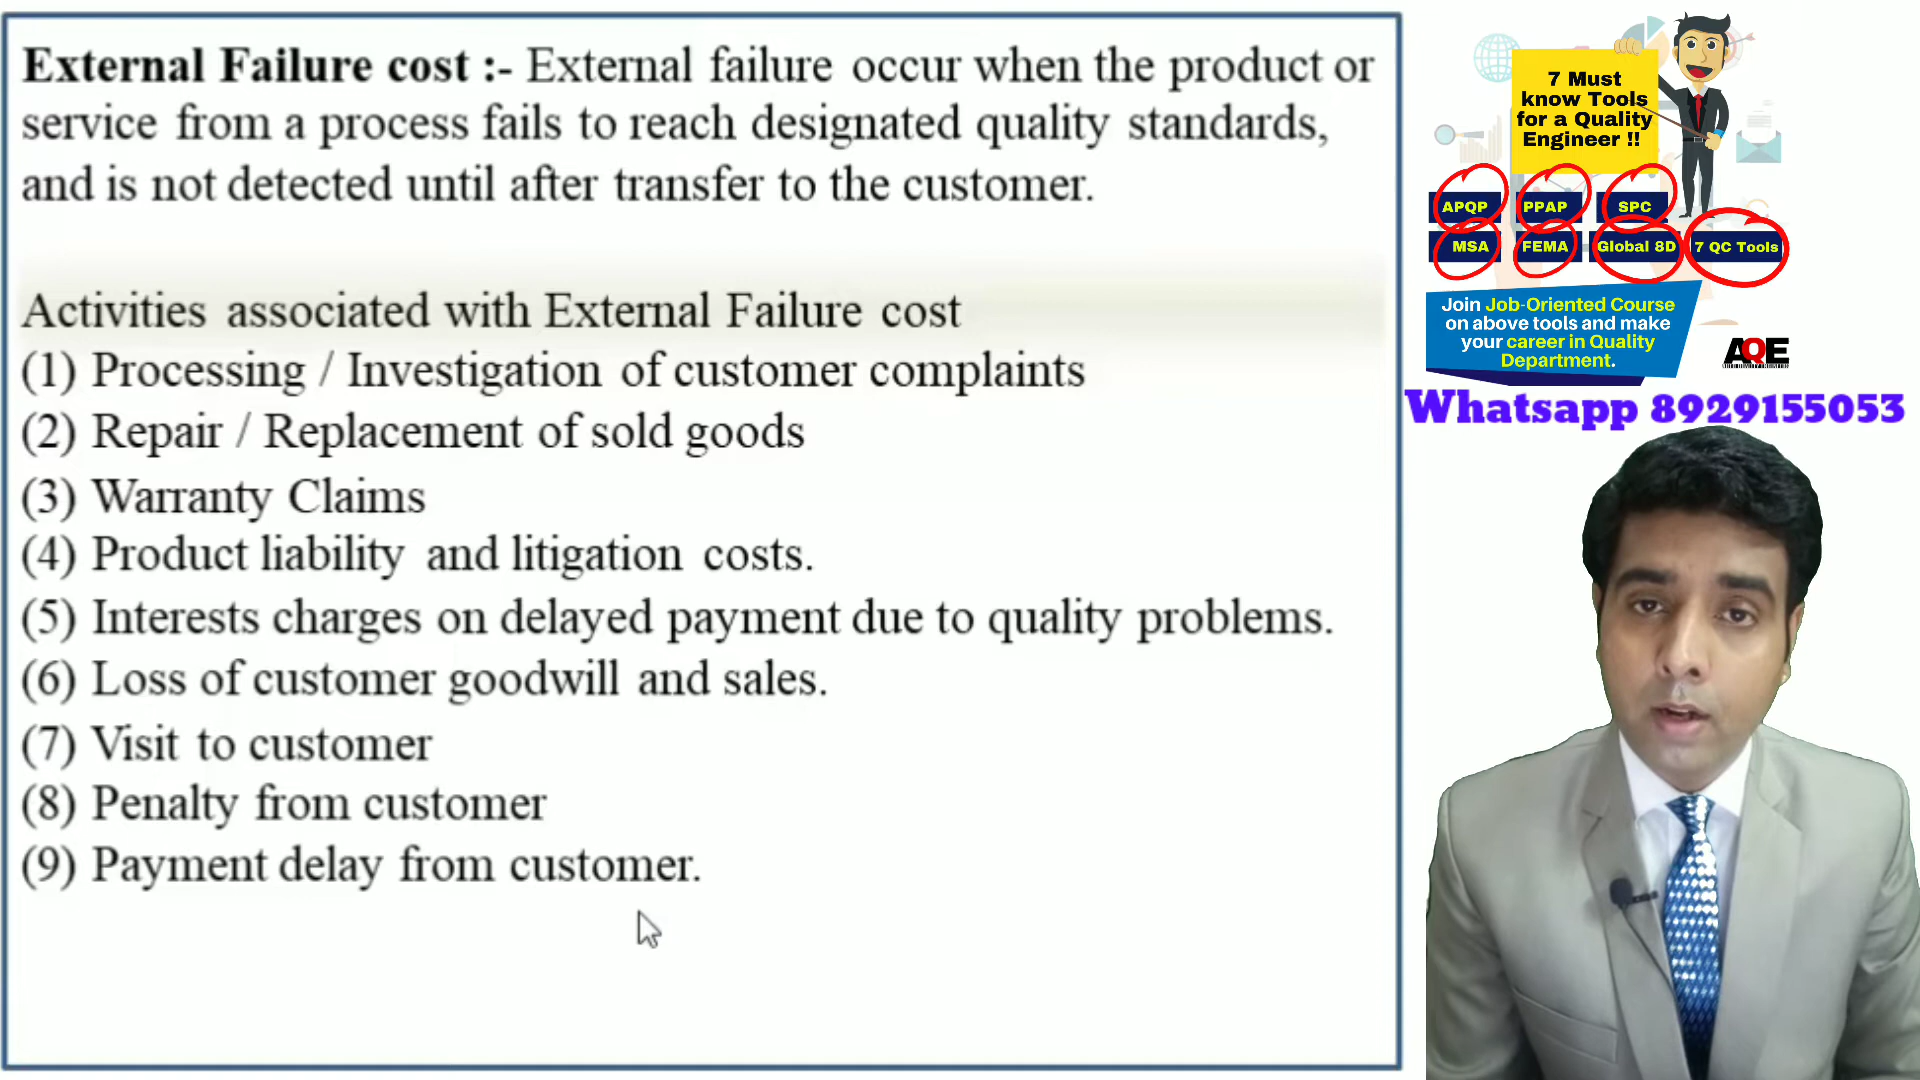 External Failure cost :- External failure occur when the product or
service from a process fails to reach designated quality standards,
and is not detected until after transfer to the customer.
Activities associated with External Failure cost
(1) Processing / Investigation of customer complaints
(2) Repair / Replacement of sold goods
(3) Warranty Claims
(4) Product liability and litigation costs.
(5) Interests charges on delayed payment due to quality problems.
(6) Loss of customer goodwill and sales.
(7) Visit to customer
(8) Penalty from customer
(9) Payment delay from customer.
7 Must
know Tools
for a Quality
Engineer !!
APQP PPAP SPC
MSA FEMA Global 8D 7 QC Tools
Join Job-Oriented Course
on above tools and make
your career in Quality
Department.
AQE
Whatsapp 8929155053